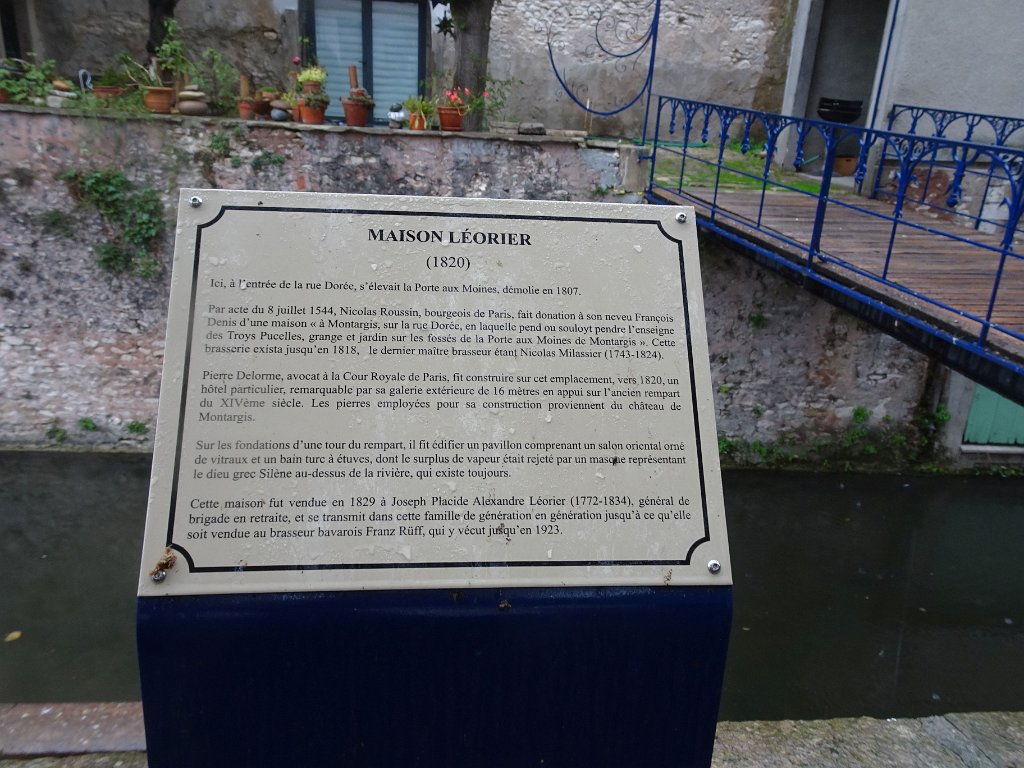 MAISON LÉORIER
(1820)
Ici, à l'entrée de la rue Dorée, s'élevait la Porte aux Moines, démolie en 1807.
Par acte du 8 juillet 1544, Nicolas Roussin, bourgeois de Paris, fait donation à son neveu François
Denis d'une maison « à Montargis, sur la rue Dorée, en laquelle pend ou souloyt pendre l'enseigne
des Troys Pucelles, grange et jardin sur les fossés de la Porte aux Moines de Montargis ». Cette
brasserie exista jusqu'en 1818, le dernier maître brasseur étant Nicolas Milassier (1743-1824).
Pierre Delorme, avocat à la Cour Royale de Paris, fit construire sur cet emplacement, vers 1820, un
hôtel particulier, remarquable par sa galerie extérieure de 16 mètres en appui sur l'ancien rempart
du XIVème siècle. Les pierres employées pour sa construction proviennent du château de
Montargis.
Sur les fondations d'une tour du rempart, il fit édifier un pavillon comprenant un salon oriental orné
de vitraux et un bain turc à étuves, dont le surplus de vapeur était rejeté par un masque représentant
le dieu grec Silène au-dessus de la rivière, qui existe toujours.
Cette maison fut vendue en 1829 à Joseph Placide Alexandre Léorier (1772-1834), général de
brigade en retraite, et se transmit dans cette famille de génération en génération jusqu'à ce qu'elle
soit vendue au brasseur bavarois Franz Rüff, qui y vécut jusqu'en 1923.